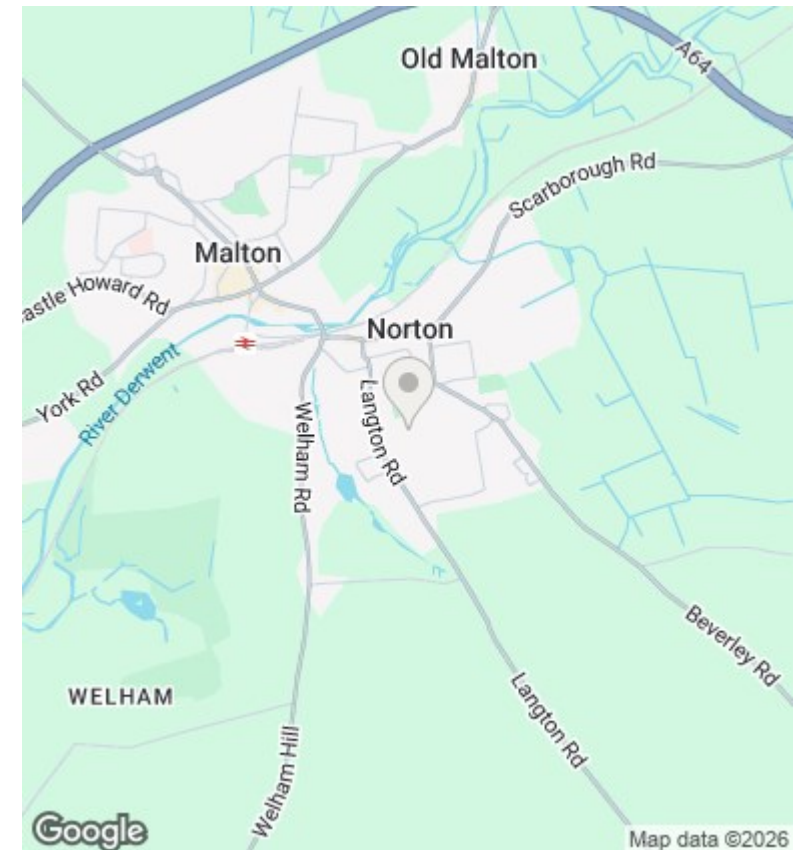 Old Malton
A64
Scarborough Rd
Malton
astle Howard Rd
Norton
York Rd
River Derwent
Langton Rd
Welham Rd
Beverley Rd
WELHAM
Langton Rd
Welham Hill
Google
Map data ©2026